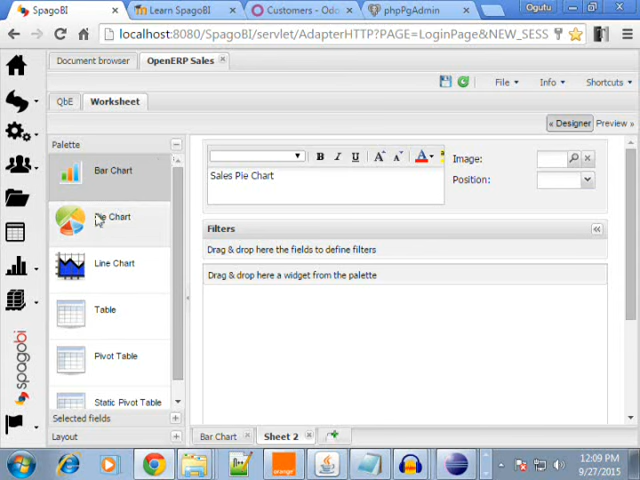 SpagoBI
Learn SpagoBI
Customers - Odo
phpPgAdmin
Ogutu
localhost:8080/SpagoBI/servlet/AdapterHTTP?PAGE=LoginPage&NEW_SESS
Document browser
OpenERP Sales
File
Info
Shortcuts
QbE
Worksheet
« Designer
Preview »
Palette
Bar Chart
Pie Chart
Line Chart
Table
Pivot Table
Static Pivot Table
Selected fields
Layout
B I U A A A
Image:
Sales Pie Chart
Position:
Filters
Drag & drop here the fields to define filters
Drag & drop here a widget from the palette
spagobi
Bar Chart
Sheet 2
12:09 PM
9/27/2015